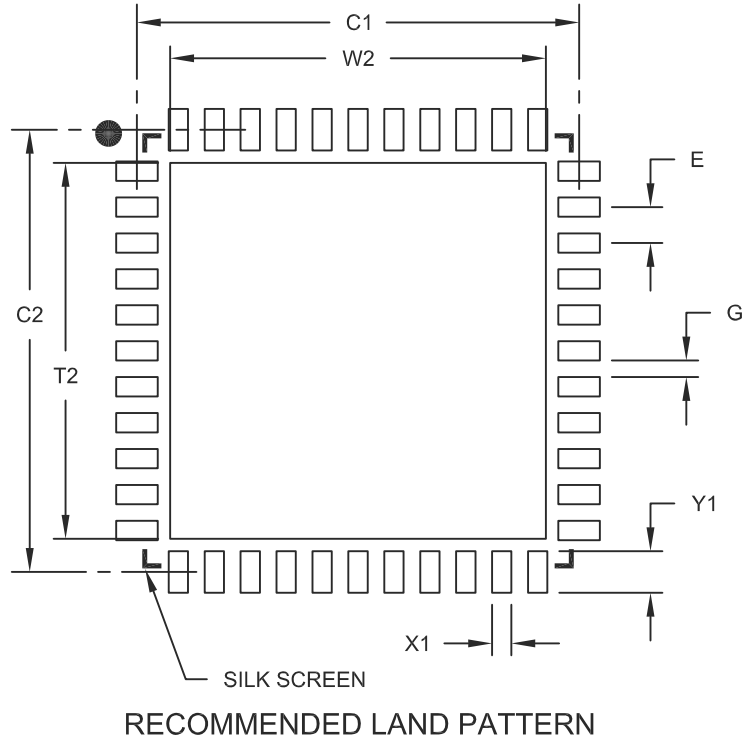 C1
W2
E
C2
G
T2
Y1
X1
SILK SCREEN
RECOMMENDED LAND PATTERN